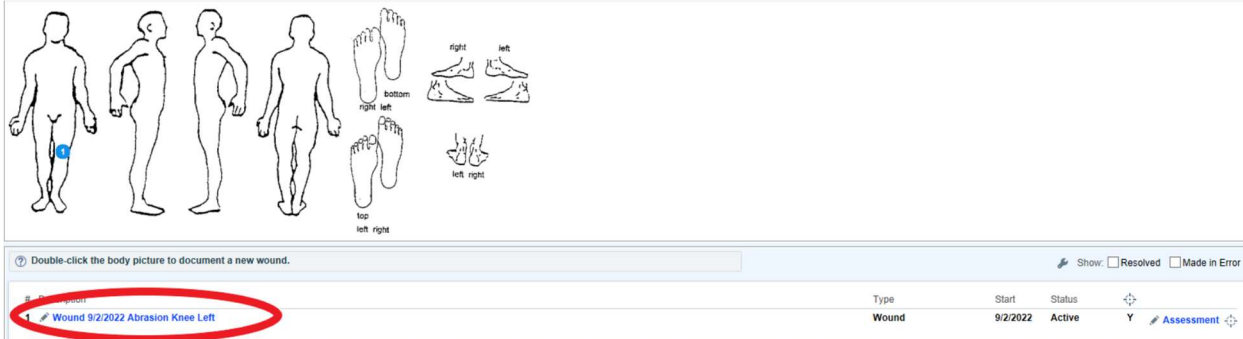 right left
bottom
right left
left right
top
left right
1
Double-click the body picture to document a new wound.
Show: Resolved Made in Error
# Description Type Start Status
1 Wound 9/2/2022 Abrasion Knee Left Wound 9/2/2022 Active Y Assessment